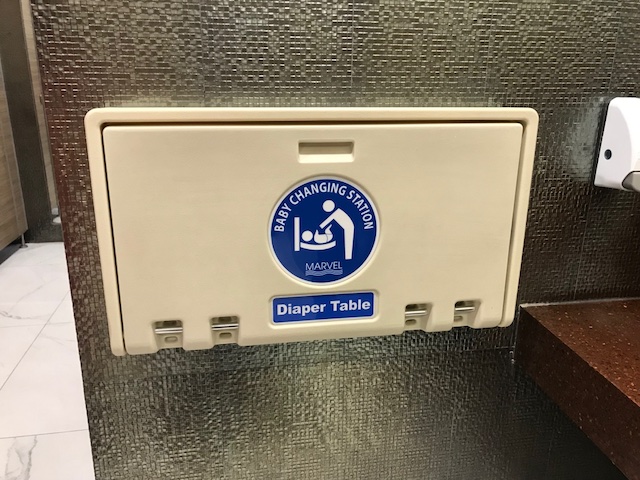 BABY CHANGING STATION
MARVEL
Diaper Table